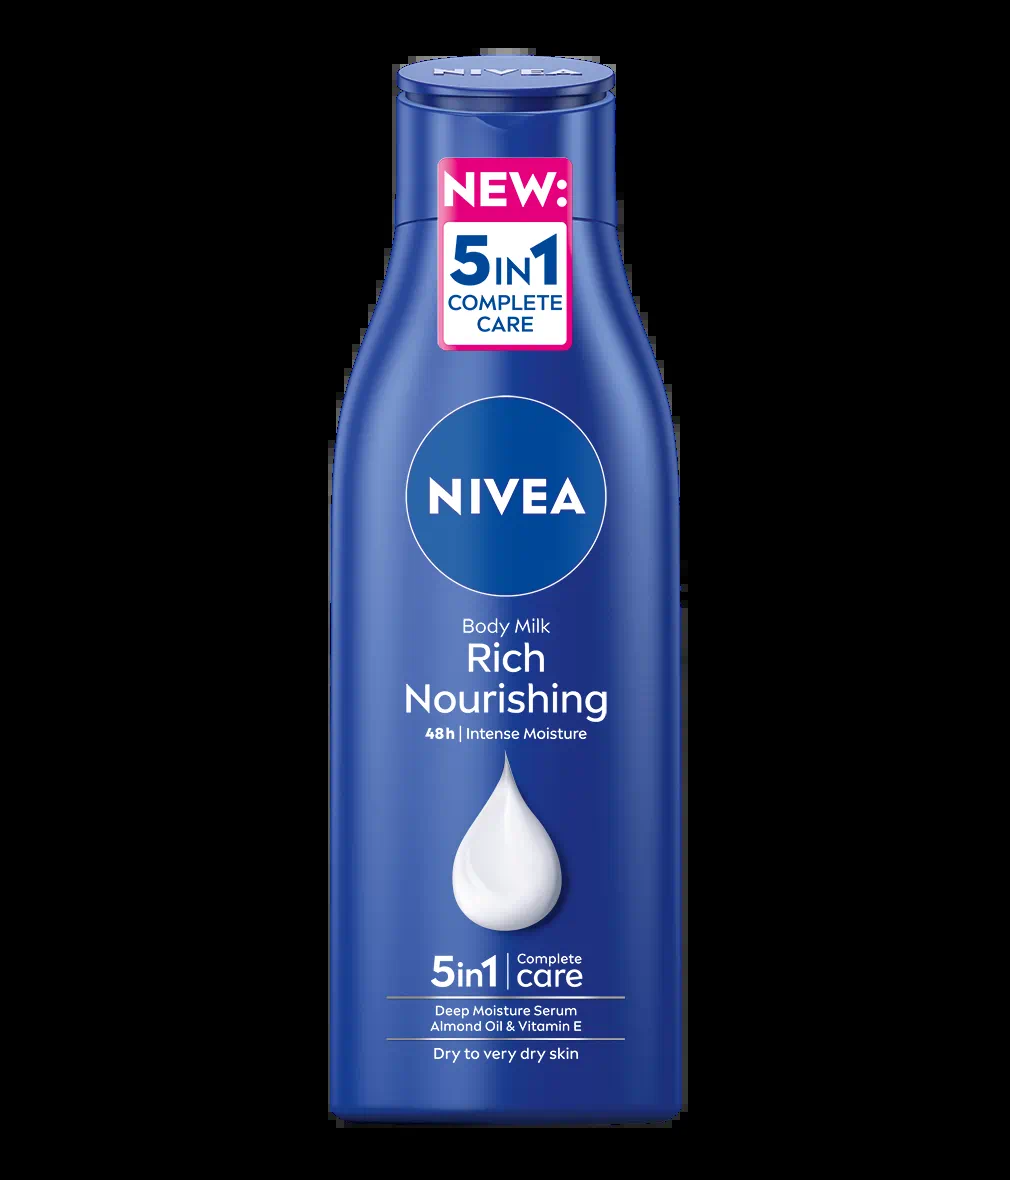 NIVEA
NEW:
5IN1
COMPLETE
CARE
NIVEA
Body Milk
Rich
Nourishing
48h | Intense Moisture
5in1 | Complete care
Deep Moisture Serum
Almond Oil & Vitamin E
Dry to very dry skin